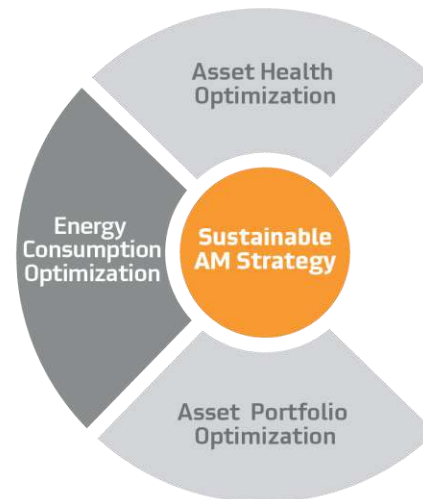 Asset Health
Optimization
Energy
Consumption
Optimization
Sustainable
AM Strategy
Asset Portfolio
Optimization